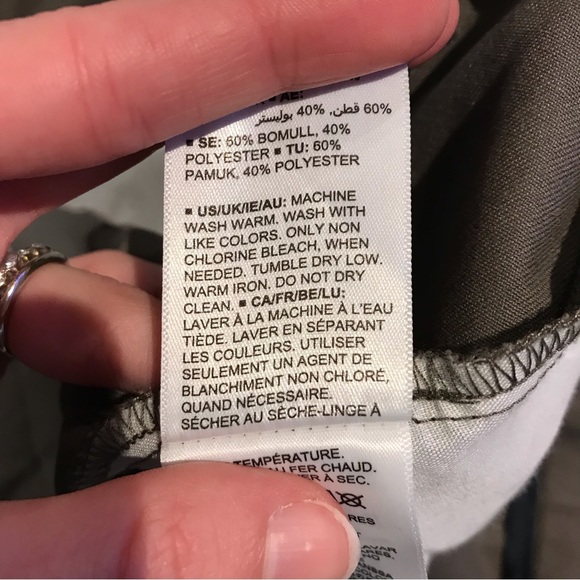 AE:
60% قطن، 40% بوليستر
▪ SE: 60% BOMULL, 40%
POLYESTER ▪ TU: 60%
PAMUK, 40% POLYESTER
▪ US/UK/IE/AU: MACHINE
WASH WARM. WASH WITH
LIKE COLORS. ONLY NON
CHLORINE BLEACH, WHEN
NEEDED. TUMBLE DRY LOW.
WARM IRON. DO NOT DRY
CLEAN. ▪ CA/FR/BE/LU:
LAVER À LA MACHINE À L'EAU
TIÈDE. LAVER EN SÉPARANT
LES COULEURS. UTILISER
SEULEMENT UN AGENT DE
BLANCHIMENT NON CHLORÉ,
QUAND NÉCESSAIRE.
SÉCHER AU SÈCHE-LINGE À
TEMPÉRATURE.
FER CHAUD.
À SEC.